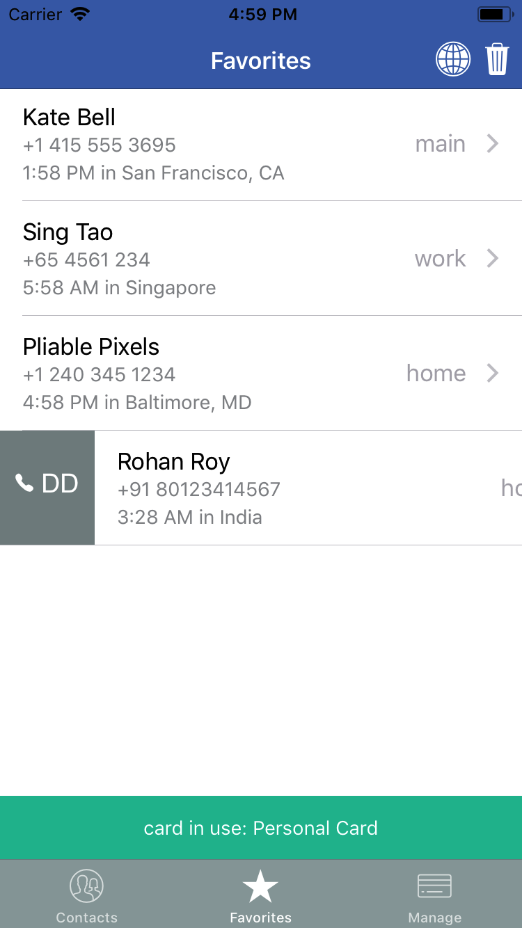 Carrier 4:59 PM
Favorites
Kate Bell
+1 415 555 3695
main
1:58 PM in San Francisco, CA
Sing Tao
+65 4561 234
work
5:58 AM in Singapore
Pliable Pixels
+1 240 345 1234
home
4:58 PM in Baltimore, MD
DD
Rohan Roy
+91 80123414567
ho
3:28 AM in India
card in use: Personal Card
Contacts Favorites Manage